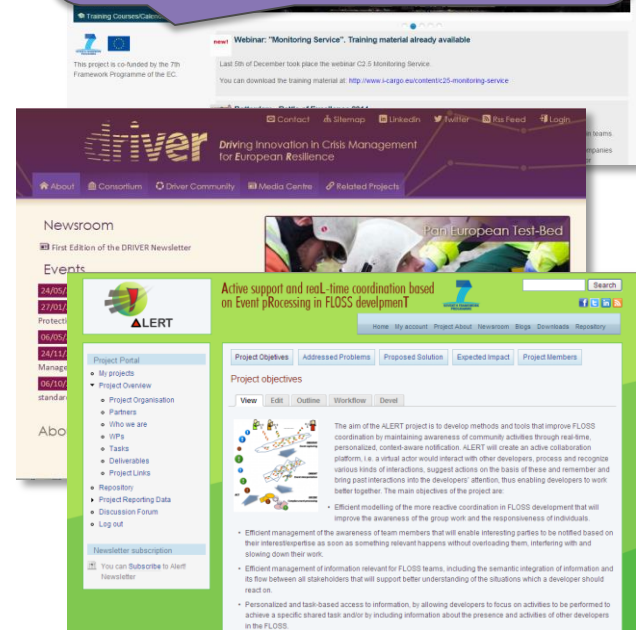 Training Courses/Calen
new! Webinar: "Monitoring Service". Training material already available
This project is co-funded by the 7th
Framework Programme of the EC.
Last 5th of December took place the webinar C2.5 Monitoring Service.
You can download the training material at: http://www.i-cargo.eu/content/c25-monitoring-service
Contact Sitemap LinkedIn Twitter Rss Feed Login
driver
Driving Innovation in Crisis Management
for European Resilience
About Consortium Driver Community Media Centre Related Projects
Newsroom
First Edition of the DRIVER Newsletter
Pan European Test-Bed
Events
24/05/
27/01/
Protecti
06/05/
24/11/
Manage
06/10/
standar
Abo
ALERT
Active support and reaL-time coordination based
on Event pRocessing in FLOSS develpmenT
Search
Home My account Project About Newsroom Blogs Downloads Repository
Project Portal
My projects
Project Overview
Project Organisation
Partners
Who we are
WPs
Tasks
Deliverables
Project Links
Repository
Project Reporting Data
Discussion Forum
Log out
Newsletter subscription
You can Subscribe to Alert!
Newsletter
Project Objetives Addressed Problems Proposed Solution Expected Impact Project Members
Project objectives
View Edit Outline Workflow Devel
The aim of the ALERT project is to develop methods and tools that improve FLOSS
coordination by maintaining awareness of community activities through real-time,
personalized, context-aware notification. ALERT will create an active collaboration
platform, i.e. a virtual actor would interact with other developers, process and recognize
various kinds of interactions, suggest actions on the basis of these and remember and
bring past interactions into the developers' attention, thus enabling developers to work
better together. The main objectives of the project are:
Efficient modelling of the more reactive coordination in FLOSS development that will
improve the awareness of the group work and the responsiveness of individuals.
Efficient management of the awareness of team members that will enable interesting parties to be notified based on
their interest/expertise as soon as something relevant happens without overloading them, interfering with and
slowing down their work.
Efficient management of information relevant for FLOSS teams, including the semantic integration of information and
its flow between all stakeholders that will support better understanding of the situations which a developer should
react on.
Personalized and task-based access to information, by allowing developers to focus on activities to be performed to
achieve a specific shared task and/or by including information about the presence and activities of other developers
in the FLOSS.